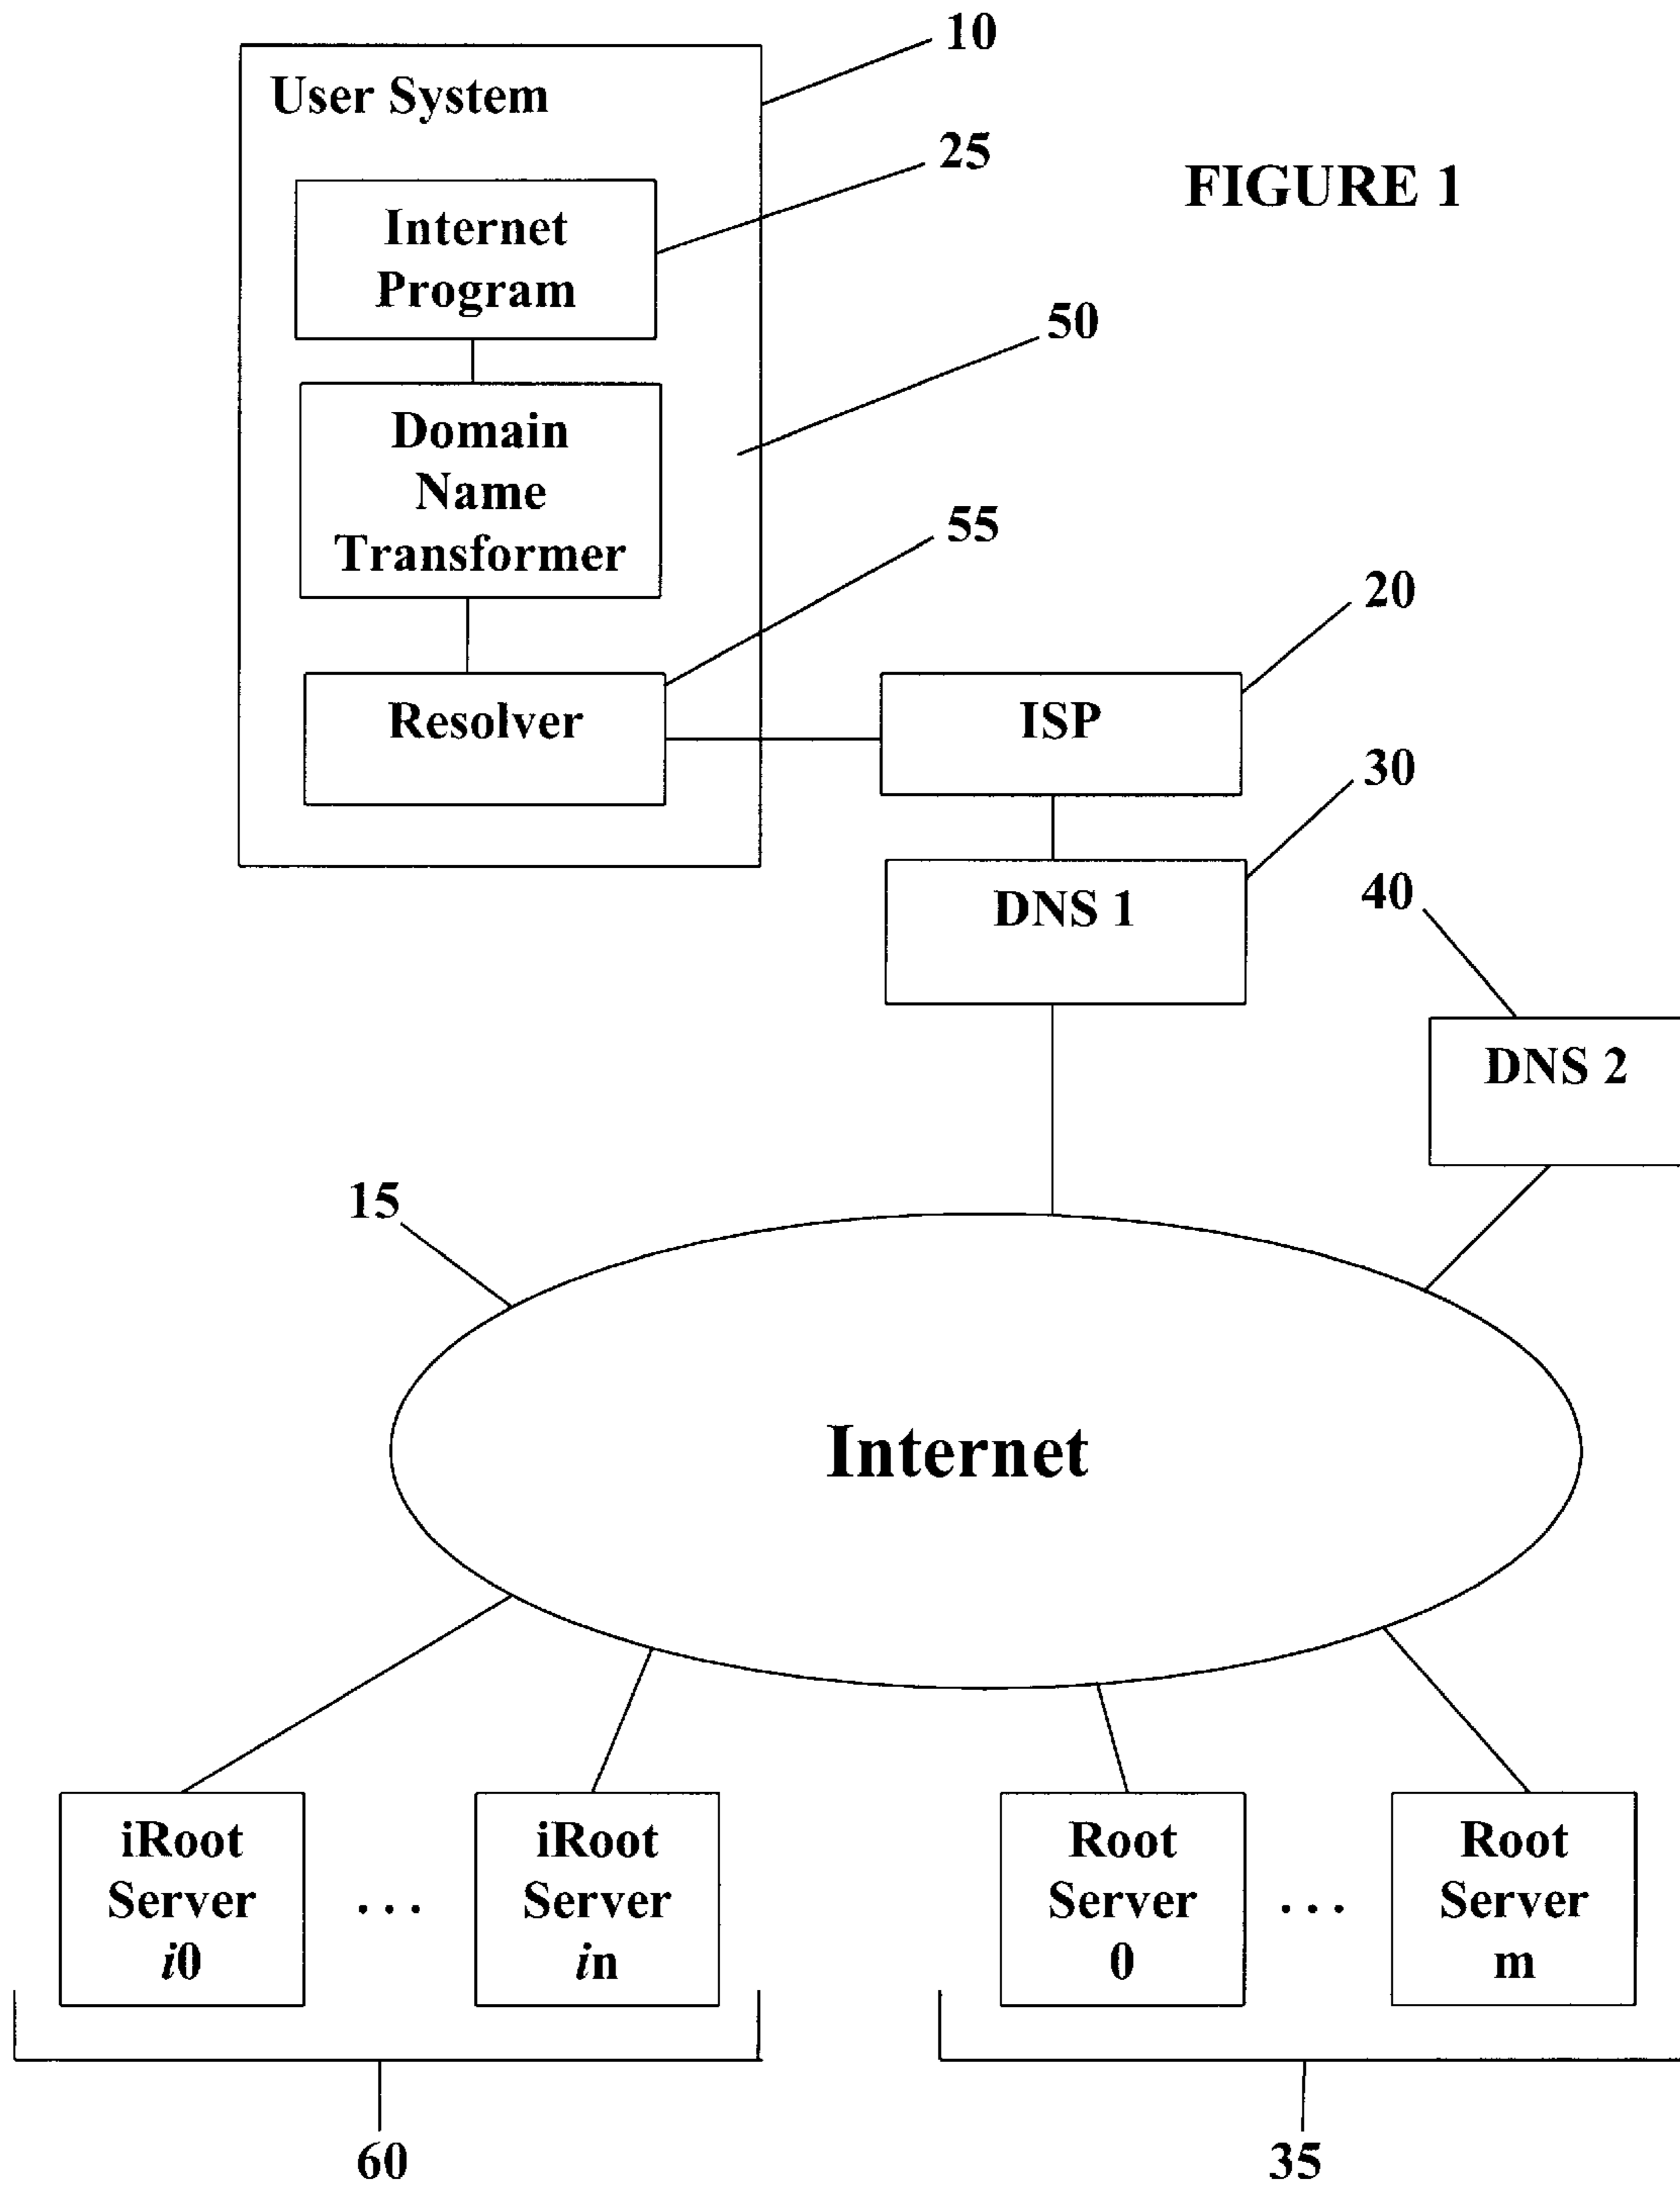 10
User System
25
FIGURE 1
Internet
Program
50
Domain
Name
Transformer
55
20
Resolver
ISP
30
40
DNS 1
DNS 2
15
Internet
iRoot
Server
i0
...
iRoot
Server
in
Root
Server
0
...
Root
Server
m
60
35